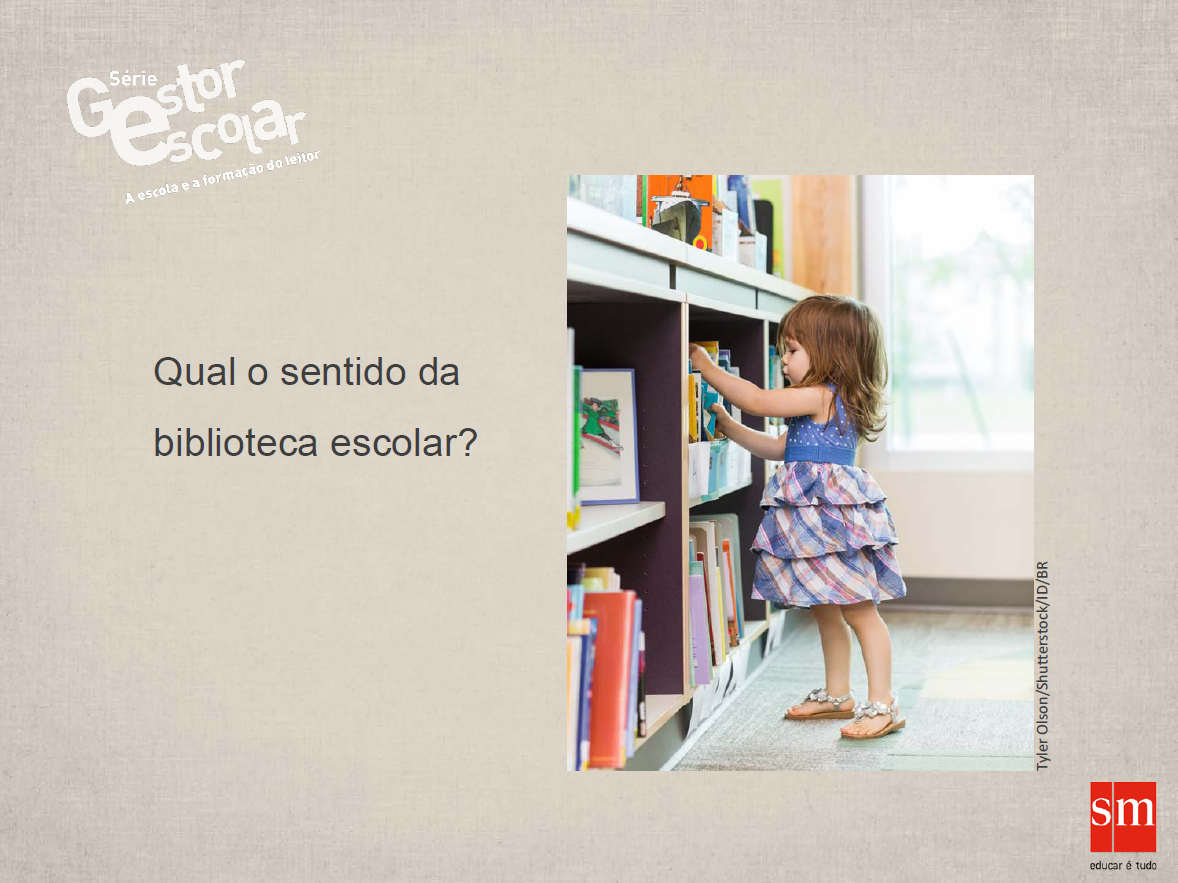 Série
Gestor
escolar
A escola e a formação do leitor
Qual o sentido da
biblioteca escolar?
Tyler Olson/Shutterstock/ID/BR
sm
educar é tudo